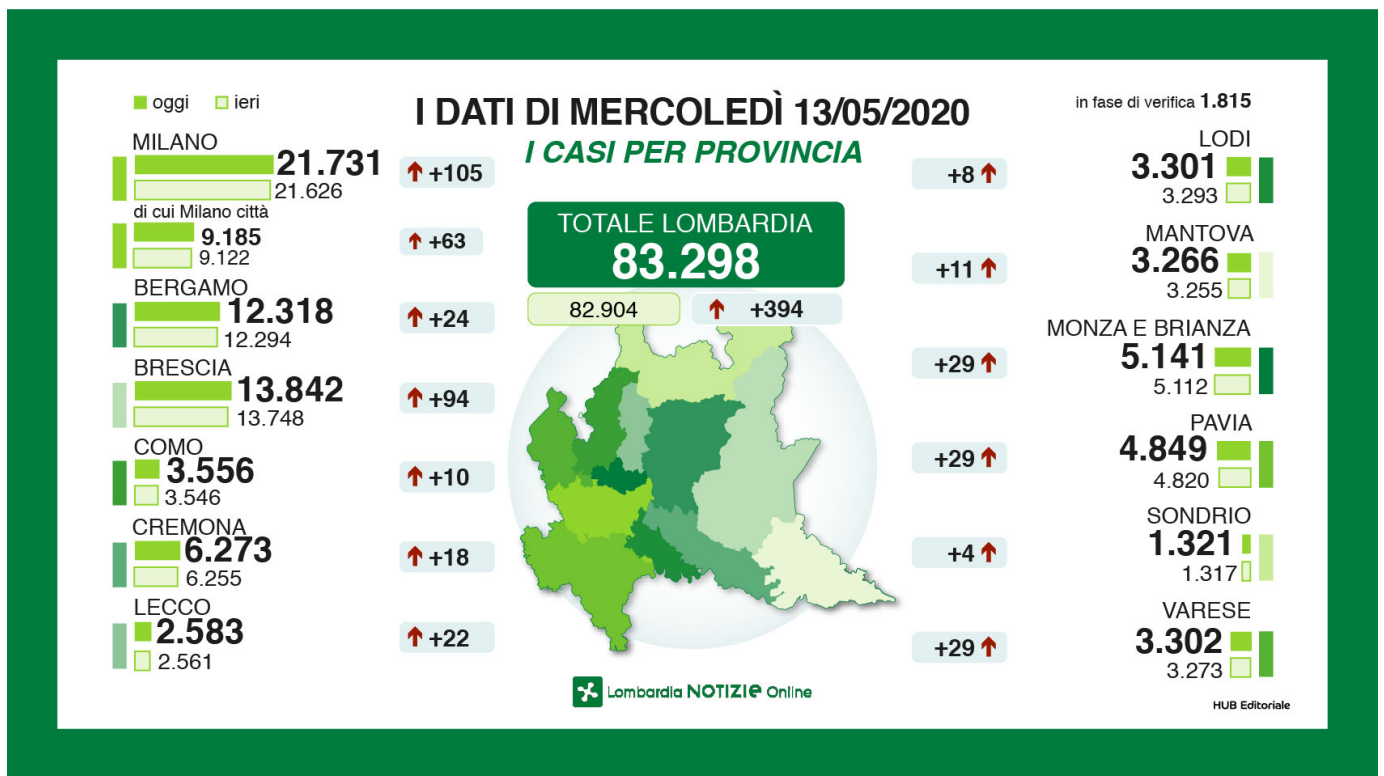 oggi ieri
I DATI DI MERCOLEDÌ 13/05/2020
I CASI PER PROVINCIA
in fase di verifica 1.815
MILANO
21.731
21.626
+105
di cui Milano città
9.185
9.122
+63
BERGAMO
12.318
12.294
+24
BRESCIA
13.842
13.748
+94
COMO
3.556
3.546
+10
CREMONA
6.273
6.255
+18
LECCO
2.583
2.561
+22
TOTALE LOMBARDIA
83.298
82.904
+394
LODI
3.301
3.293
+8
MANTOVA
3.266
3.255
+11
MONZA E BRIANZA
5.141
5.112
+29
PAVIA
4.849
4.820
+29
SONDRIO
1.321
1.317
+4
VARESE
3.302
3.273
+29
Lombardia NOTIZIE Online
HUB Editoriale